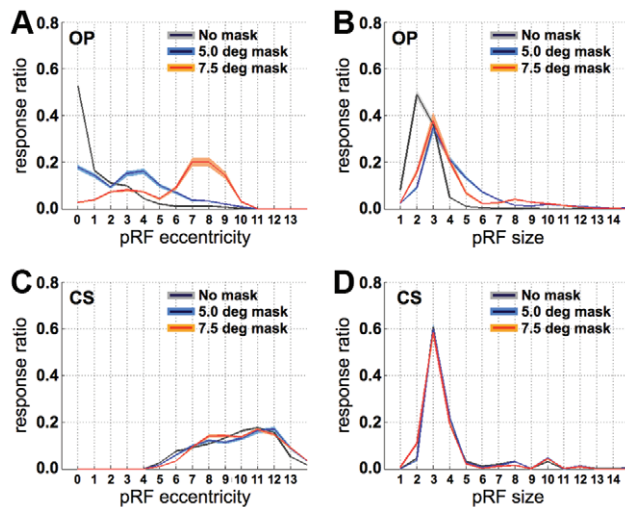 A
OP
No mask
5.0 deg mask
7.5 deg mask
response ratio
0.8
0.6
0.4
0.2
0.0
0 1 2 3 4 5 6 7 8 9 10 11 12 13
pRF eccentricity
B
OP
No mask
5.0 deg mask
7.5 deg mask
response ratio
0.8
0.6
0.4
0.2
0.0
1 2 3 4 5 6 7 8 9 10 11 12 13 14
pRF size
C
CS
No mask
5.0 deg mask
7.5 deg mask
response ratio
0.8
0.6
0.4
0.2
0.0
0 1 2 3 4 5 6 7 8 9 10 11 12 13
pRF eccentricity
D
CS
No mask
5.0 deg mask
7.5 deg mask
response ratio
0.8
0.6
0.4
0.2
0.0
1 2 3 4 5 6 7 8 9 10 11 12 13 14
pRF size